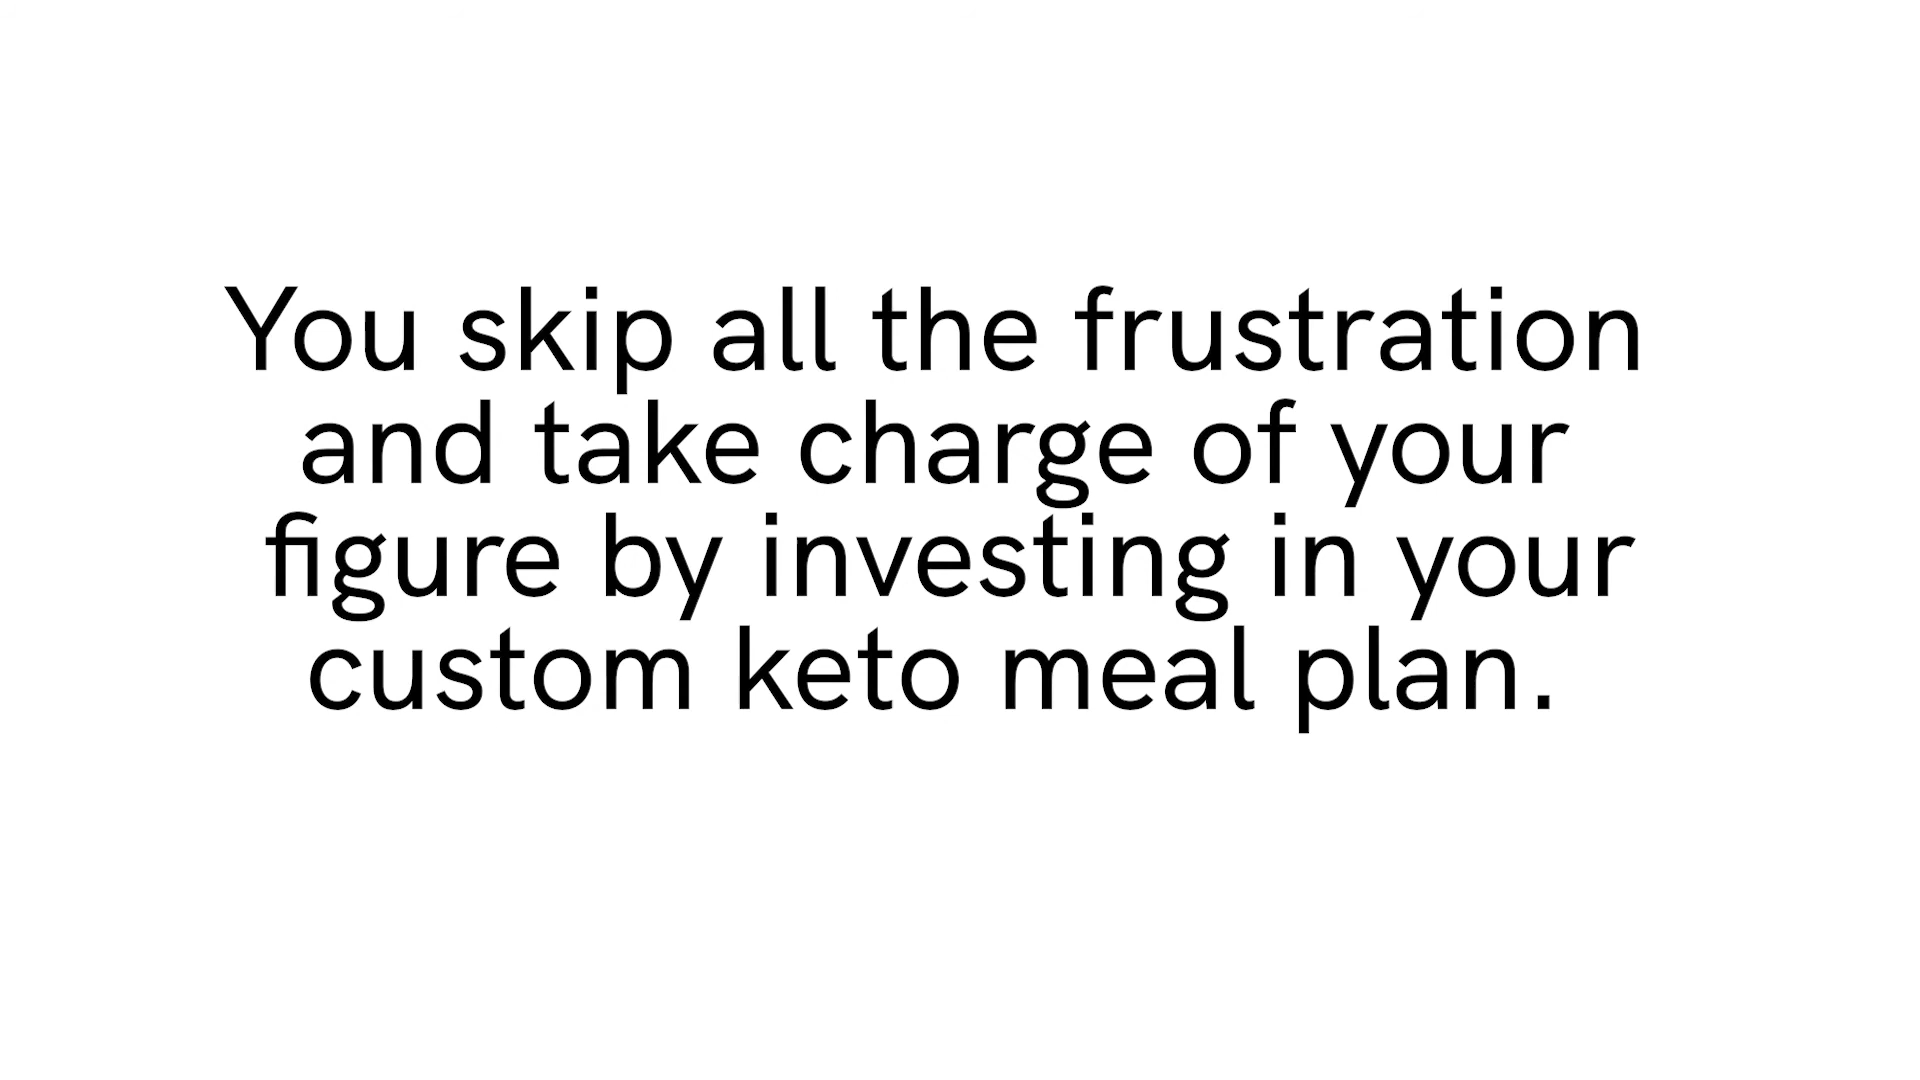 You skip all the frustration
and take charge of your
figure by investing in your
custom keto meal plan.